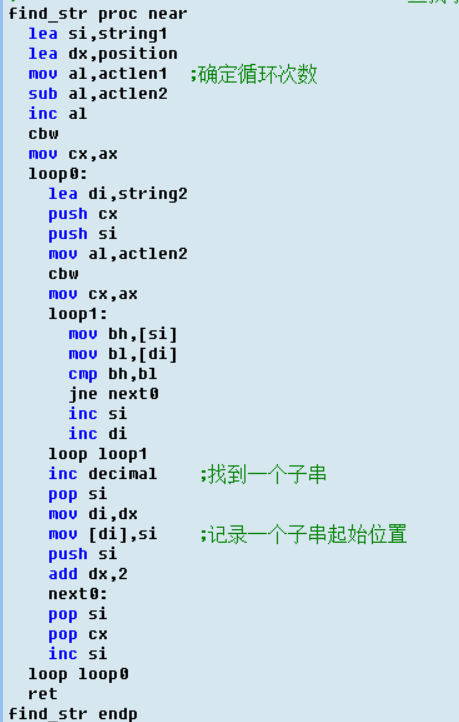 find_str proc near
lea si,string1
lea dx,position
mov al,actlen1 ;确定循环次数
sub al,actlen2
inc al
cbw
mov cx,ax
loop0:
lea di,string2
push cx
push si
mov al,actlen2
cbw
mov cx,ax
loop1:
mov bh,[si]
mov bl,[di]
cmp bh,bl
jne next0
inc si
inc di
loop loop1
inc decimal ;找到一个子串
pop si
mov di,dx
mov [di],si ;记录一个子串起始位置
push si
add dx,2
next0:
pop si
pop cx
inc si
loop loop0
ret
find_str endp